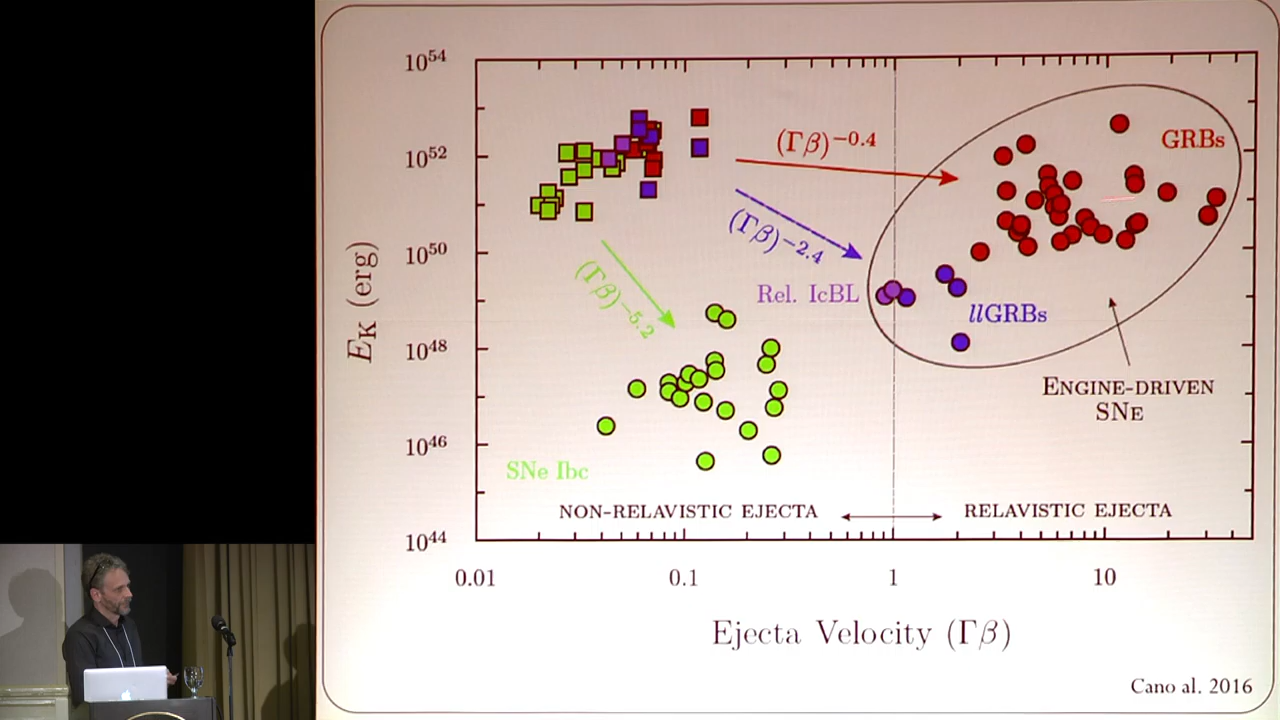 10^54
10^52
10^50
10^48
10^46
10^44
E_K (erg)
(Γβ)^−0.4
(Γβ)^−2.4
(Γβ)^−5.2
GRBs
Rel. IcBL
llGRBs
ENGINE-DRIVEN
SNE
SNe Ibc
NON-RELAVISTIC EJECTA
RELAVISTIC EJECTA
0.01
0.1
1
10
Ejecta Velocity (Γβ)
Cano al. 2016